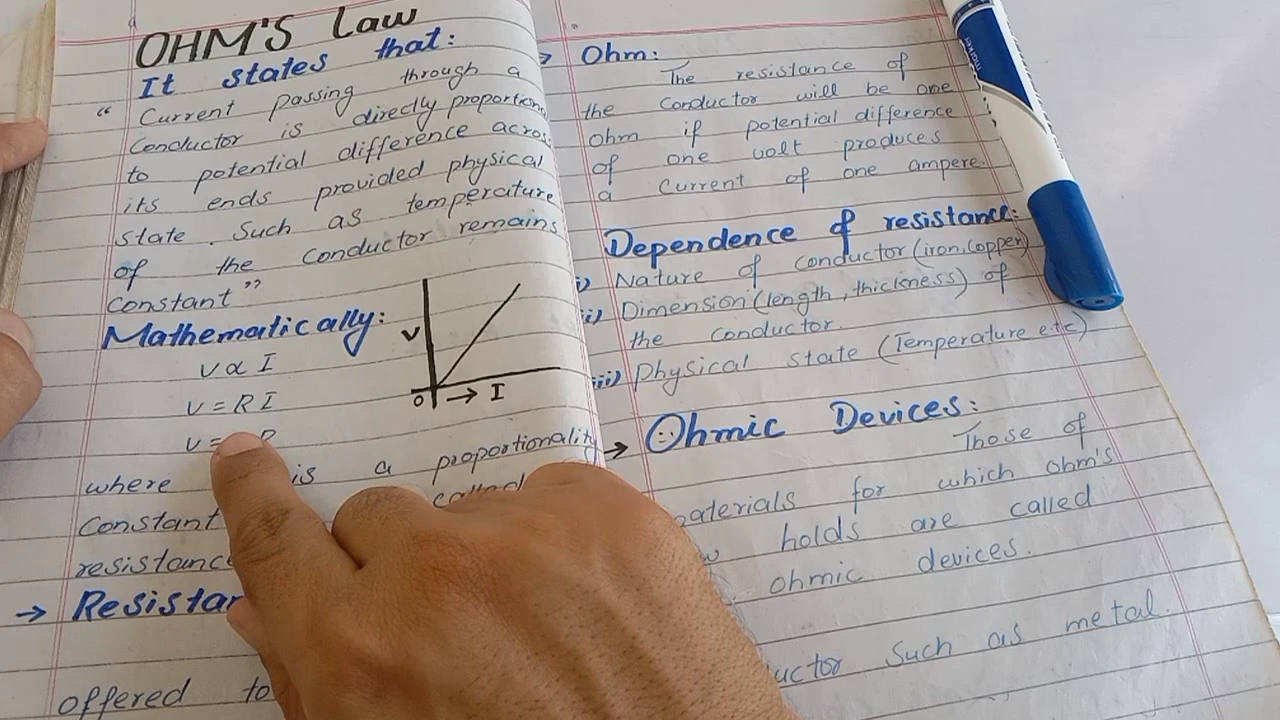 OHM'S Law
It states that:
“ Current passing through a
Conductor is directly proportion
to potential difference across
its ends provided physical
state. Such as temperature
of the conductor remains
constant ”
Mathematically:
V ∝ I
V = RI
V =
where is a proportionality
Constant called
resistance
→ Resistan
offered to
V
O → I
→ Ohm:
The resistance of
the conductor will be one
ohm if potential difference
of one volt produces
a current of one ampere.
Dependence of resistance:
i) Nature of conductor (iron, copper)
ii) Dimension (length, thickness) of
the conductor.
iii) Physical state (Temperature etc)
→ Ohmic Devices:
Those of
materials for which ohm's
holds are called
ohmic devices.
such as metal.
marker